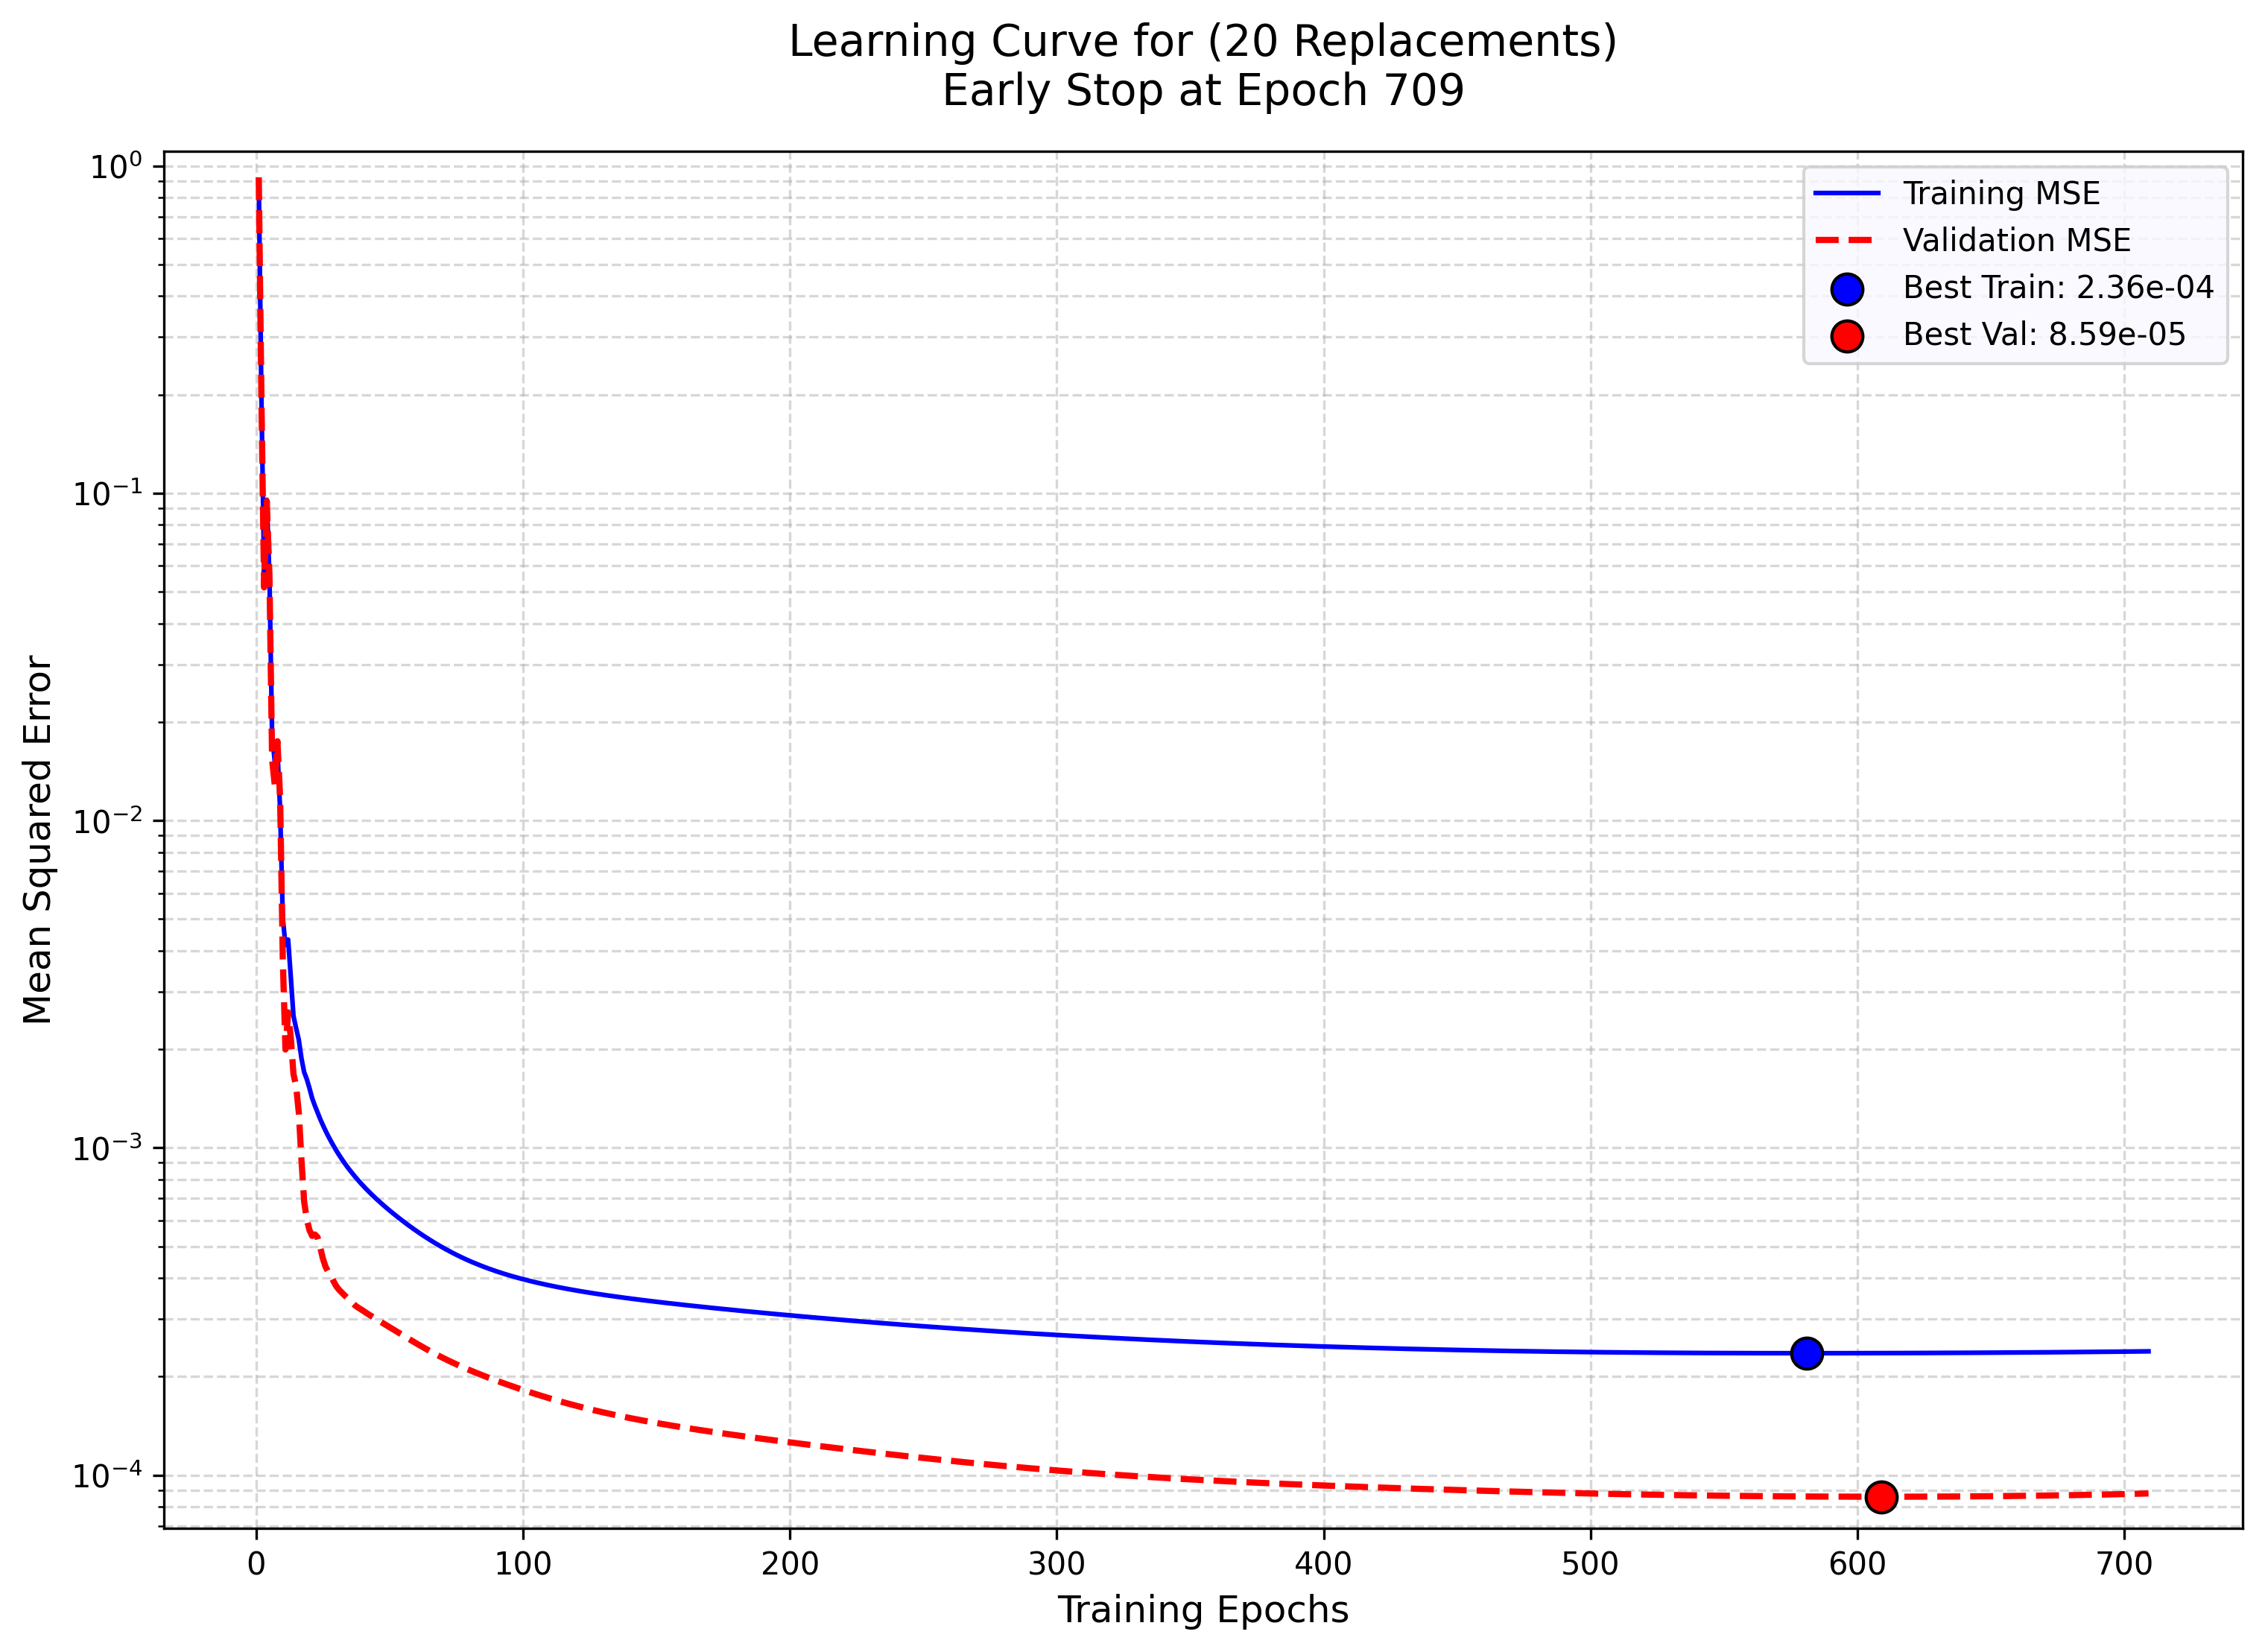 Learning Curve for (20 Replacements)
Early Stop at Epoch 709
Training MSE
Validation MSE
Best Train: 2.36e-04
Best Val: 8.59e-05
Mean Squared Error
10⁰
10⁻¹
10⁻²
10⁻³
10⁻⁴
0 100 200 300 400 500 600 700
Training Epochs